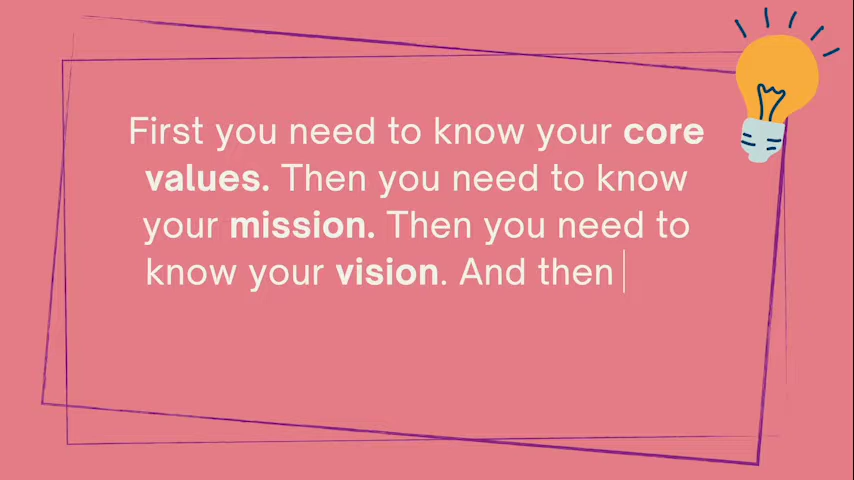 First you need to know your core
values. Then you need to know
your mission. Then you need to
know your vision. And then